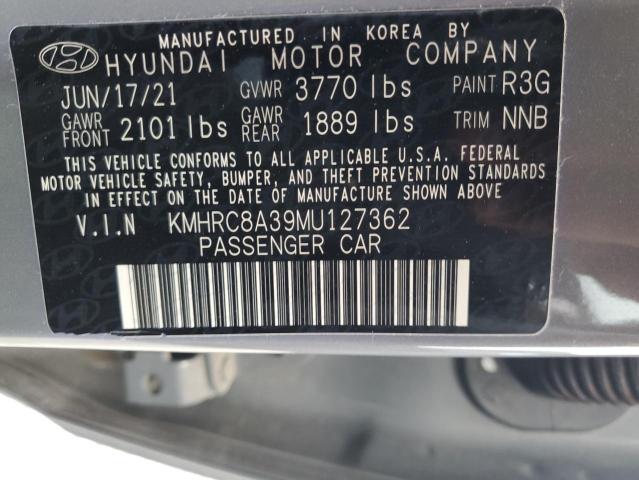 MANUFACTURED IN KOREA BY
HYUNDAI MOTOR COMPANY
JUN/17/21 GVWR 3770 lbs PAINT R3G
GAWR FRONT 2101 lbs GAWR REAR 1889 lbs TRIM NNB
THIS VEHICLE CONFORMS TO ALL APPLICABLE U.S.A. FEDERAL
MOTOR VEHICLE SAFETY, BUMPER, AND THEFT PREVENTION STANDARDS
IN EFFECT ON THE DATE OF MANUFACTURE SHOWN ABOVE.
V.I.N KMHRC8A39MU127362
PASSENGER CAR